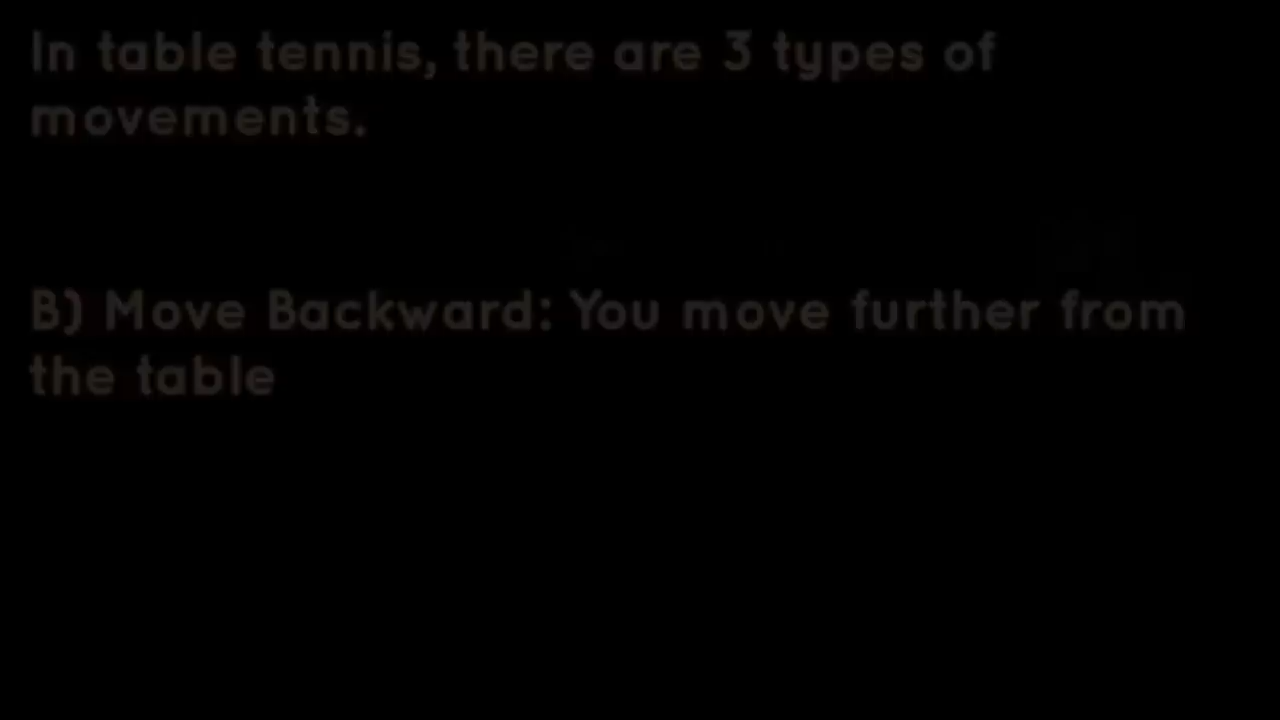 In table tennis, there are 3 types of
movements.
B) Move Backward: You move further from
the table